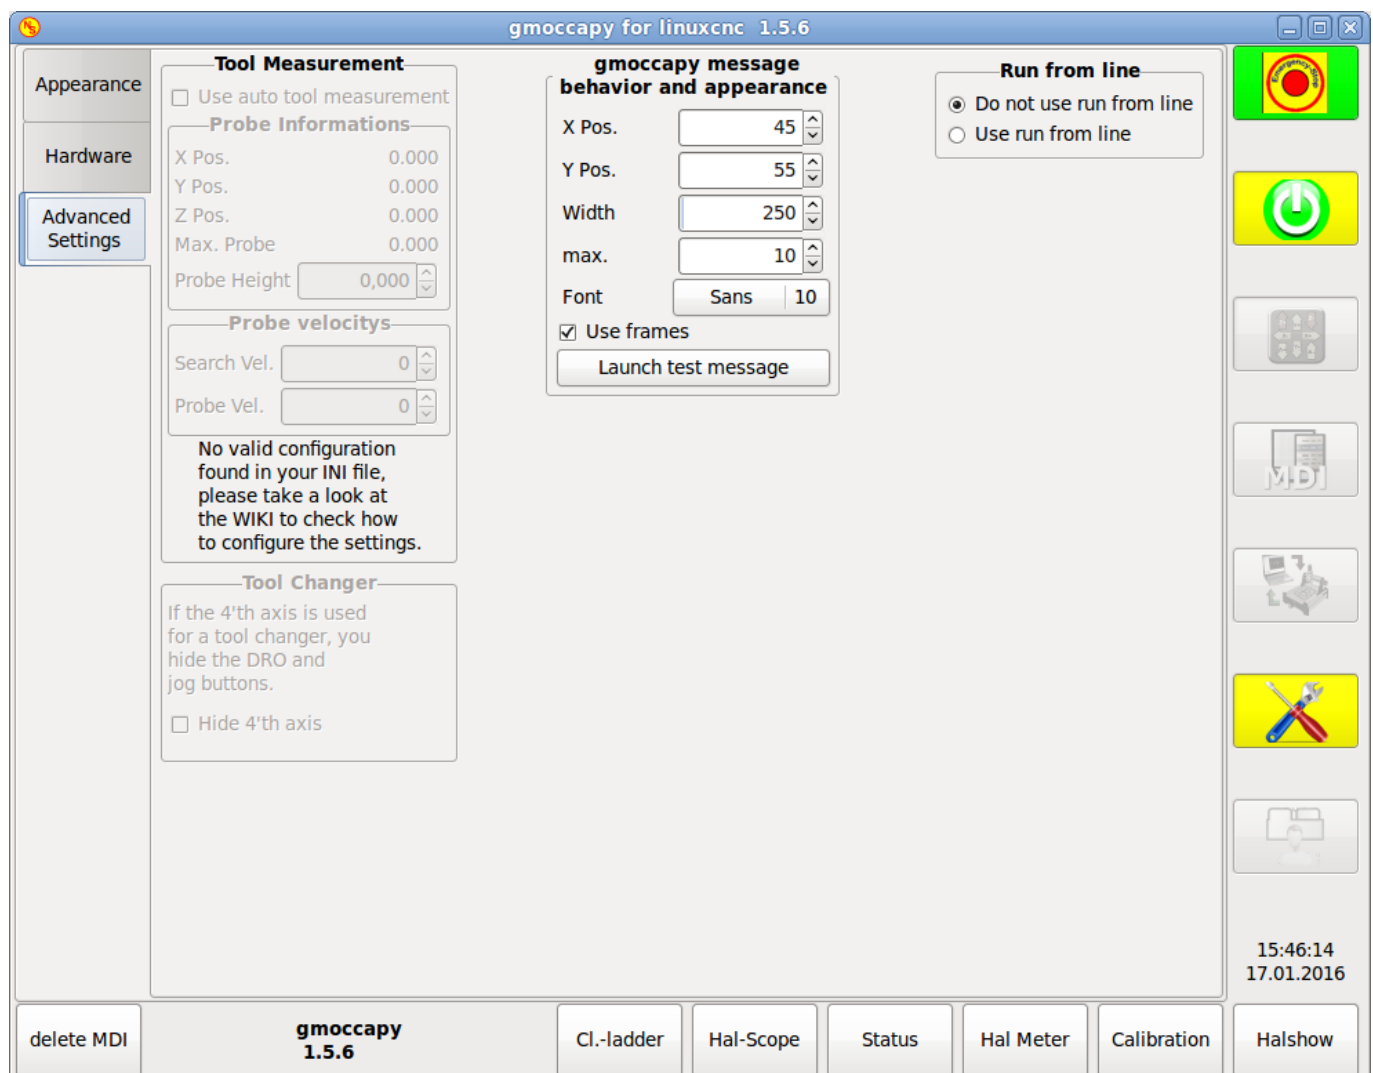 gmoccapy for linuxcnc 1.5.6
Appearance
Hardware
Advanced
Settings
Tool Measurement
Use auto tool measurement
Probe Informations
X Pos. 0.000
Y Pos. 0.000
Z Pos. 0.000
Max. Probe 0.000
Probe Height 0,000
Probe velocitys
Search Vel. 0
Probe Vel. 0
No valid configuration
found in your INI file,
please take a look at
the WIKI to check how
to configure the settings.
Tool Changer
If the 4'th axis is used
for a tool changer, you
hide the DRO and
jog buttons.
Hide 4'th axis
gmoccapy message
behavior and appearance
X Pos. 45
Y Pos. 55
Width 250
max. 10
Font Sans 10
Use frames
Launch test message
Run from line
Do not use run from line
Use run from line
Emergency-Stop
MDI
15:46:14
17.01.2016
delete MDI
gmoccapy
1.5.6
Cl.-ladder
Hal-Scope
Status
Hal Meter
Calibration
Halshow